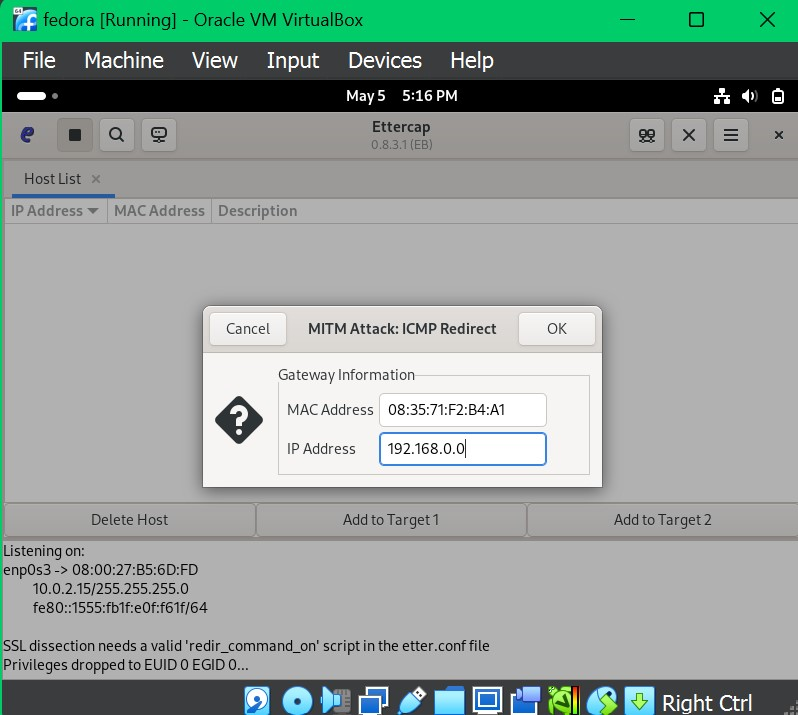 fedora [Running] - Oracle VM VirtualBox
File Machine View Input Devices Help
May 5 5:16 PM
Ettercap
0.8.3.1 (EB)
Host List
IP Address MAC Address Description
Cancel MITM Attack: ICMP Redirect OK
Gateway Information
MAC Address 08:35:71:F2:B4:A1
IP Address 192.168.0.0
Delete Host Add to Target 1 Add to Target 2
Listening on:
enp0s3 -> 08:00:27:B5:6D:FD
10.0.2.15/255.255.255.0
fe80::1555:fb1f:e0f:f61f/64
SSL dissection needs a valid 'redir_command_on' script in the etter.conf file
Privileges dropped to EUID 0 EGID 0...
Right Ctrl